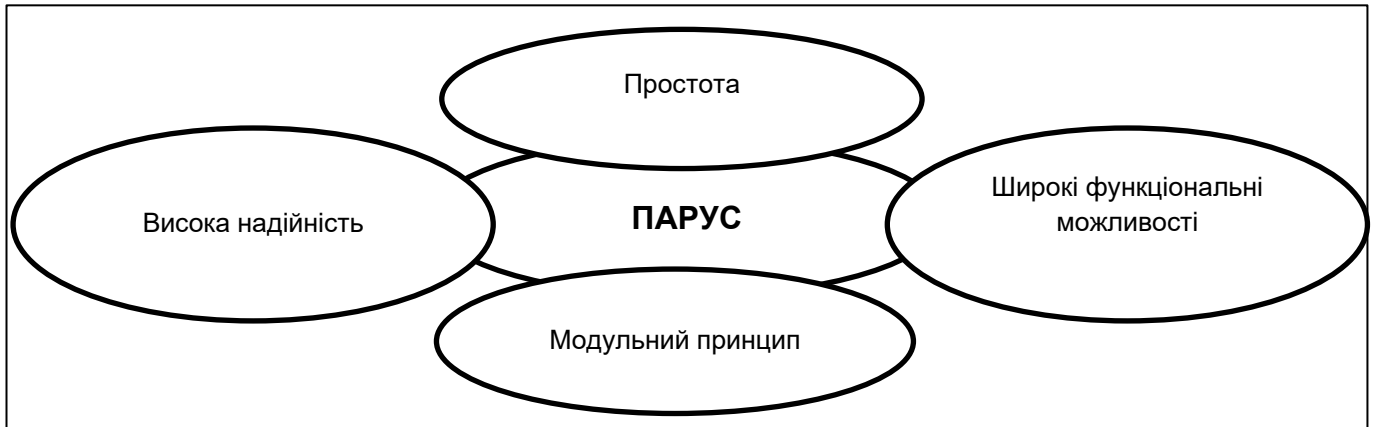 Простота
Висока надійність
ПАРУС
Широкі функціональні
можливості
Модульний принцип